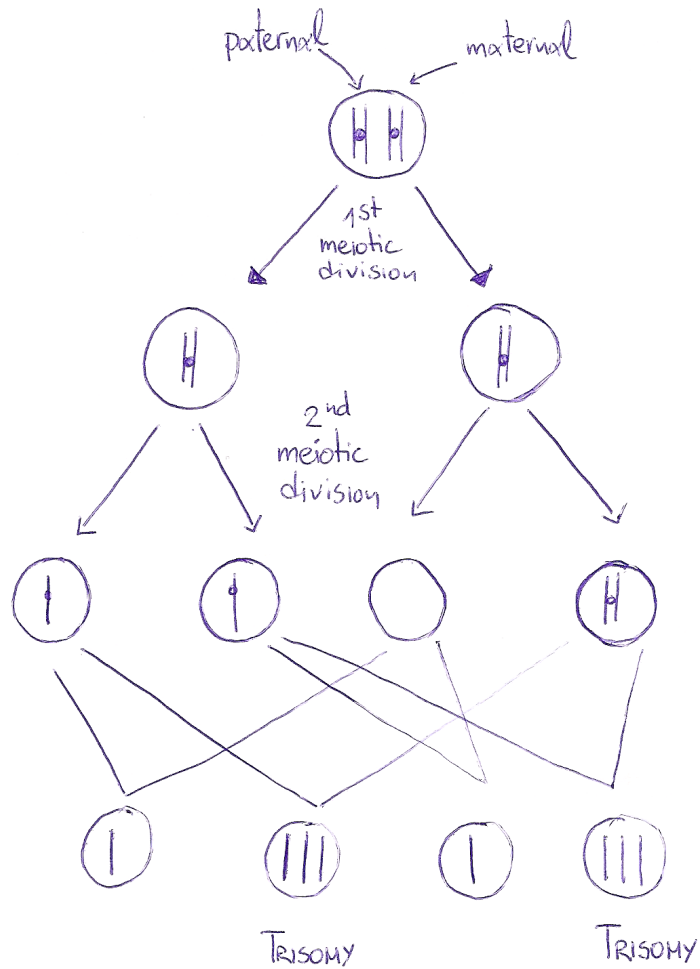 paternal
maternal
1st
meiotic
division
2nd
meiotic
division
TRISOMY
TRISOMY